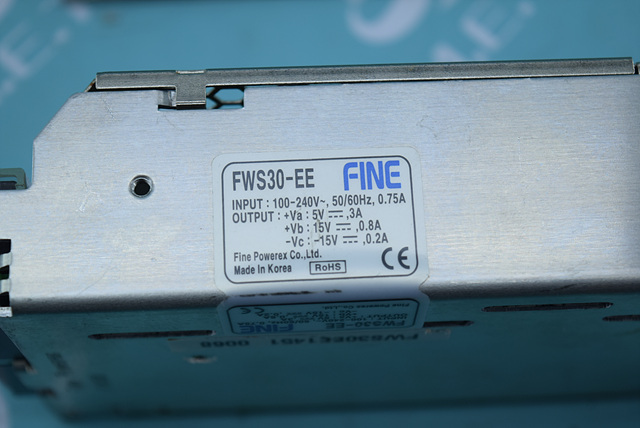 FWS30-EE FINE
INPUT : 100-240V~, 50/60Hz, 0.75A
OUTPUT : +Va : 5V ⎓ ,3A
+Vb : 15V ⎓ ,0.8A
-Vc : -15V ⎓ ,0.2A
Fine Powerex Co.,Ltd.
Made In Korea RoHS CE